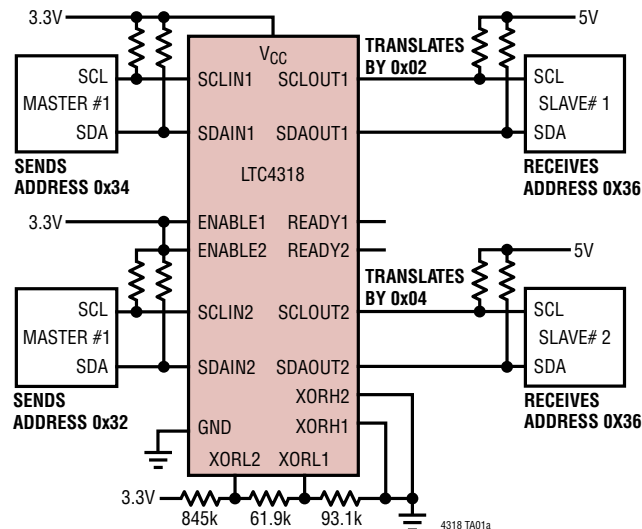 3.3V
5V
VCC
TRANSLATES
BY 0x02
SCL
SCLIN1
SCLOUT1
SCL
MASTER #1
SLAVE# 1
SDA
SDAIN1
SDAOUT1
SDA
SENDS
ADDRESS 0x34
LTC4318
RECEIVES
ADDRESS 0X36
3.3V
ENABLE1
READY1
ENABLE2
READY2
5V
TRANSLATES
BY 0x04
SCL
SCLIN2
SCLOUT2
SCL
MASTER #1
SLAVE# 2
SDA
SDAIN2
SDAOUT2
SDA
SENDS
ADDRESS 0x32
XORH2
RECEIVES
ADDRESS 0X36
GND
XORH1
XORL2
XORL1
3.3V
845k
61.9k
93.1k
4318 TA01a